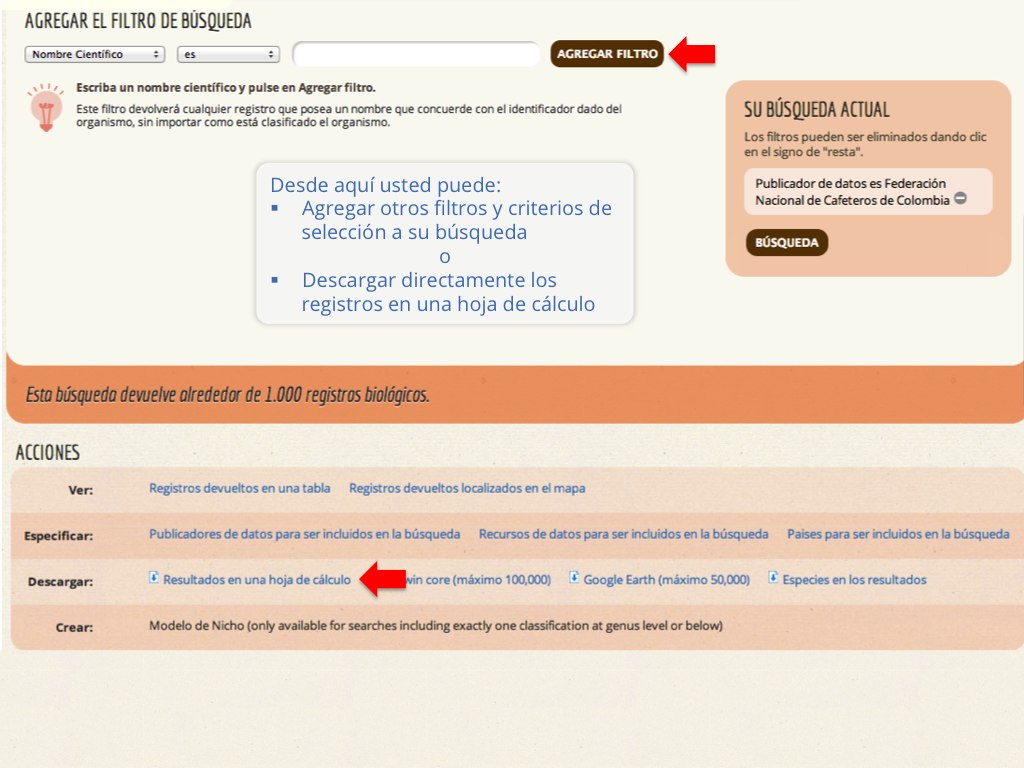 AGREGAR EL FILTRO DE BÚSQUEDA
Nombre Científico es AGREGAR FILTRO
Escriba un nombre científico y pulse en Agregar filtro.
Este filtro devolverá cualquier registro que posea un nombre que concuerde con el identificador dado del
organismo, sin importar como está clasificado el organismo.
SU BÚSQUEDA ACTUAL
Los filtros pueden ser eliminados dando clic
en el signo de "resta".
Publicador de datos es Federación
Nacional de Cafeteros de Colombia
BÚSQUEDA
Desde aquí usted puede:
▪ Agregar otros filtros y criterios de
selección a su búsqueda
o
▪ Descargar directamente los
registros en una hoja de cálculo
Esta búsqueda devuelve alrededor de 1.000 registros biológicos.
ACCIONES
Ver: Registros devueltos en una tabla Registros devueltos localizados en el mapa
Especificar: Publicadores de datos para ser incluidos en la búsqueda Recursos de datos para ser incluidos en la búsqueda Paises para ser incluidos en la búsqueda
Descargar: Resultados en una hoja de cálculo win core (máximo 100,000) Google Earth (máximo 50,000) Especies en los resultados
Crear: Modelo de Nicho (only available for searches including exactly one classification at genus level or below)